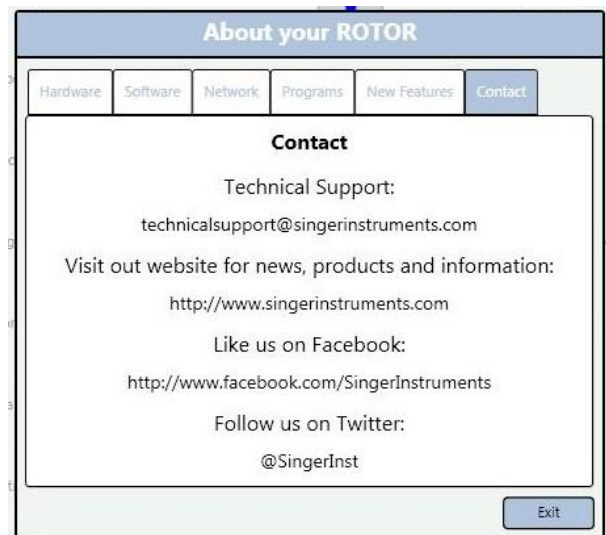 About your ROTOR
Hardware Software Network Programs New Features Contact
Contact
Technical Support:
technicalsupport@singerinstruments.com
Visit out website for news, products and information:
http://www.singerinstruments.com
Like us on Facebook:
http://www.facebook.com/SingerInstruments
Follow us on Twitter:
@SingerInst
Exit